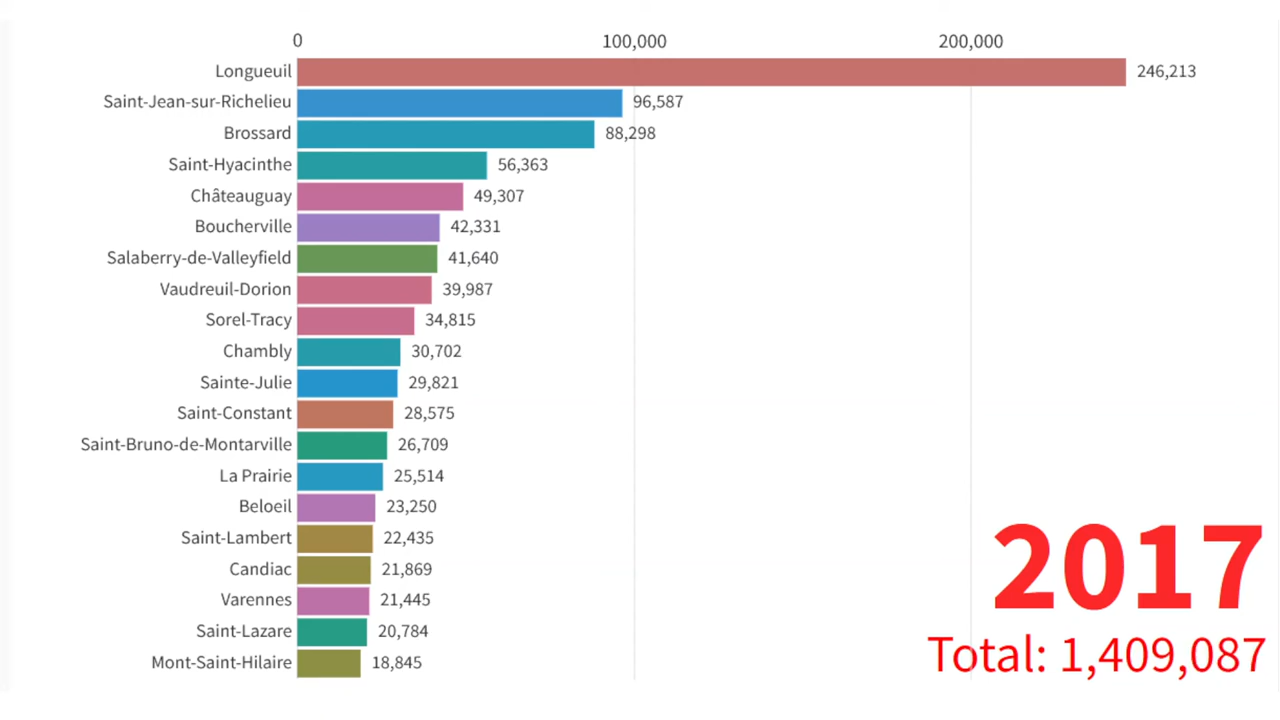 0 100,000 200,000
Longueuil 246,213
Saint-Jean-sur-Richelieu 96,587
Brossard 88,298
Saint-Hyacinthe 56,363
Châteauguay 49,307
Boucherville 42,331
Salaberry-de-Valleyfield 41,640
Vaudreuil-Dorion 39,987
Sorel-Tracy 34,815
Chambly 30,702
Sainte-Julie 29,821
Saint-Constant 28,575
Saint-Bruno-de-Montarville 26,709
La Prairie 25,514
Beloeil 23,250
Saint-Lambert 22,435
Candiac 21,869
Varennes 21,445
Saint-Lazare 20,784
Mont-Saint-Hilaire 18,845
2017
Total: 1,409,087